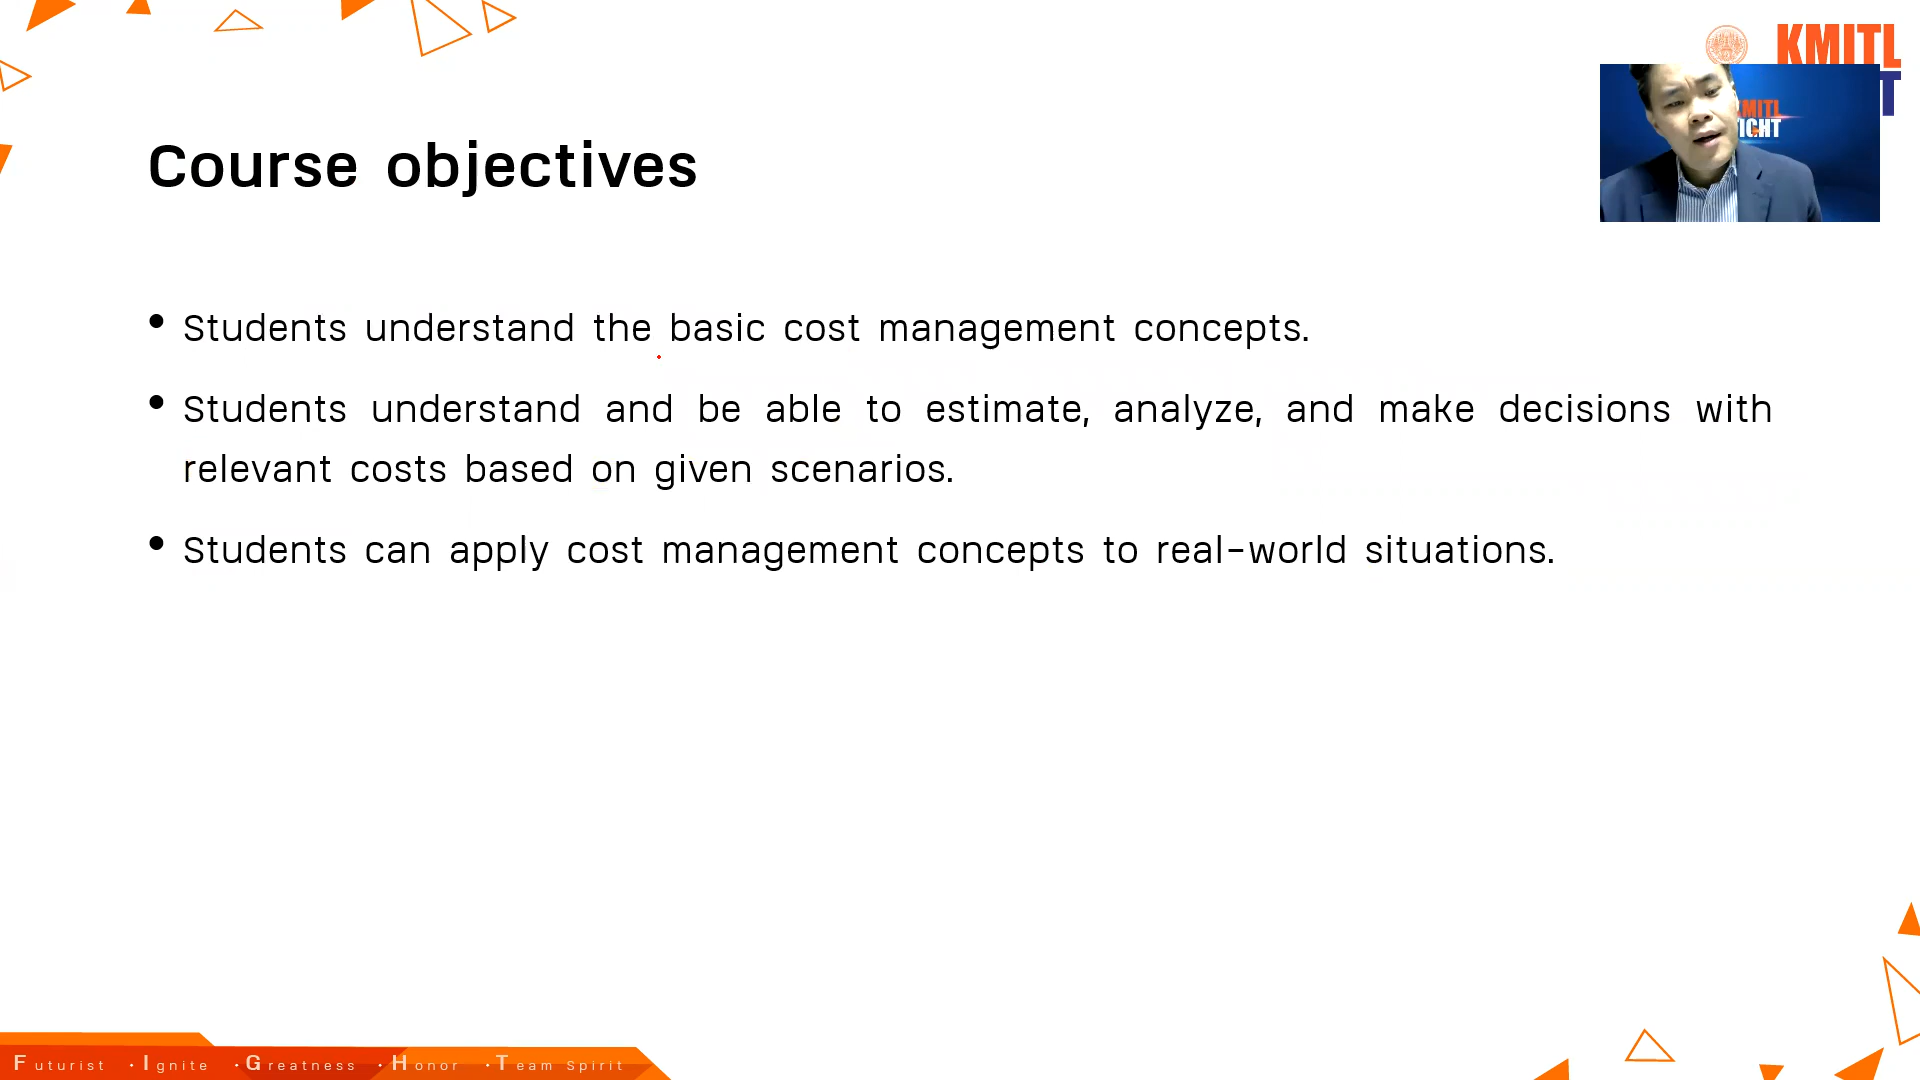 KMITL
T
KMITL
FIGHT
Course objectives
• Students understand the basic cost management concepts.
• Students understand and be able to estimate, analyze, and make decisions with
relevant costs based on given scenarios.
• Students can apply cost management concepts to real-world situations.
Futurist • Ignite • Greatness • Honor • Team Spirit